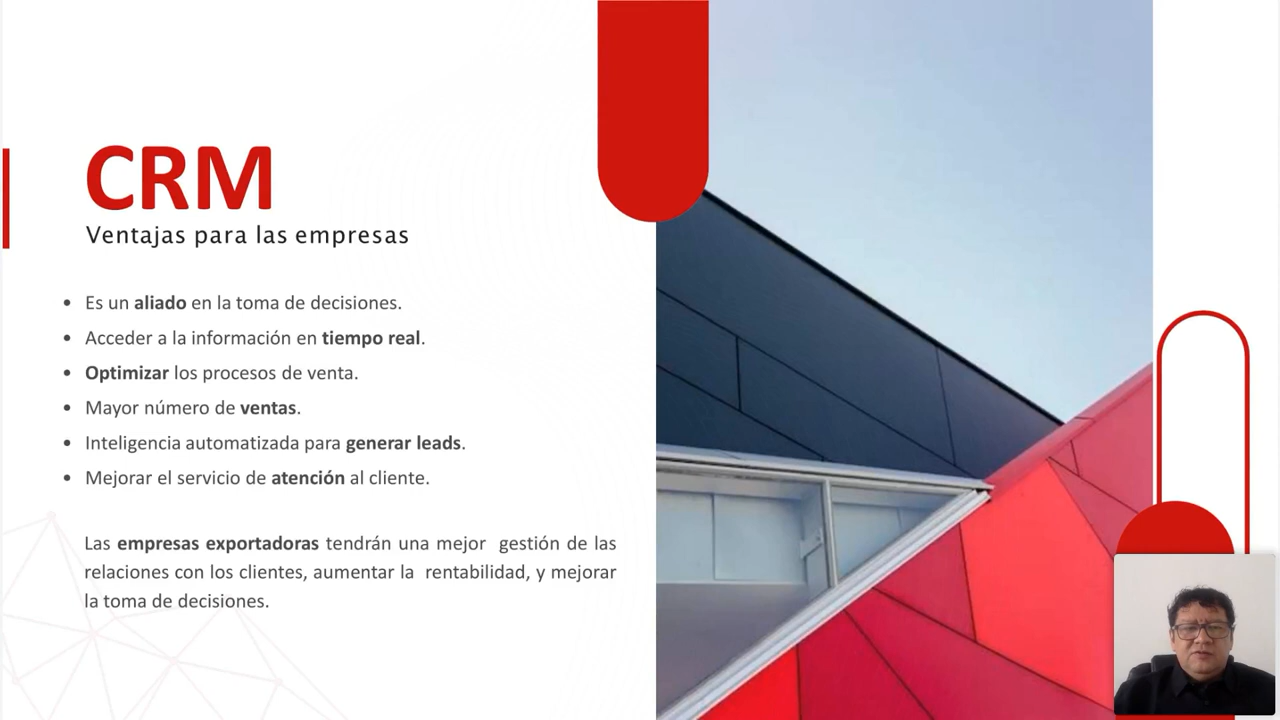 CRM
Ventajas para las empresas
• Es un aliado en la toma de decisiones.
• Acceder a la información en tiempo real.
• Optimizar los procesos de venta.
• Mayor número de ventas.
• Inteligencia automatizada para generar leads.
• Mejorar el servicio de atención al cliente.
Las empresas exportadoras tendrán una mejor gestión de las
relaciones con los clientes, aumentar la rentabilidad, y mejorar
la toma de decisiones.